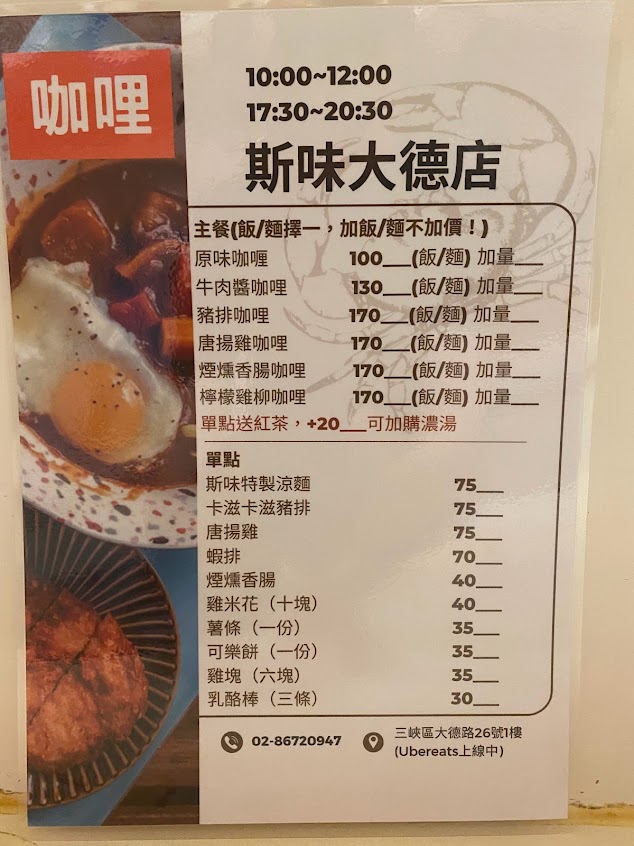 咖哩
10:00~12:00
17:30~20:30
斯味大德店
主餐(飯/麵擇一，加飯/麵不加價！)
原味咖喱 100___(飯/麵) 加量___
牛肉醬咖哩 130___(飯/麵) 加量___
豬排咖哩 170___(飯/麵) 加量___
唐揚雞咖哩 170___(飯/麵) 加量___
煙燻香腸咖哩 170___(飯/麵) 加量___
檸檬雞柳咖哩 170___(飯/麵) 加量___
單點送紅茶，+20___可加購濃湯
單點
斯味特製涼麵 75___
卡滋卡滋豬排 75___
唐揚雞 75___
蝦排 70___
煙燻香腸 40___
雞米花（十塊） 40___
薯條（一份） 35___
可樂餅（一份） 35___
雞塊（六塊） 35___
乳酪棒（三條） 30___
02-86720947
三峽區大德路26號1樓
(Ubereats上線中)